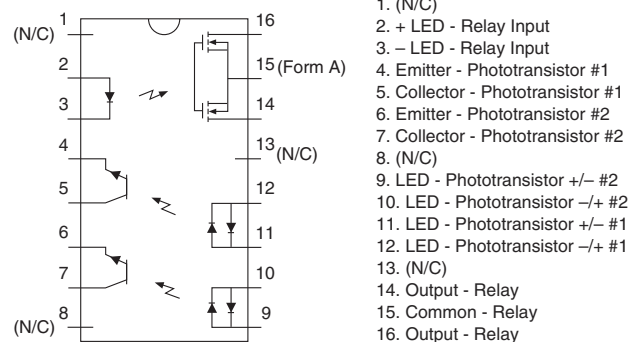 1
(N/C)
2
3
4
5
6
7
8
(N/C)
16
15 (Form A)
14
13
(N/C)
12
11
10
9
1. (N/C)
2. + LED - Relay Input
3. – LED - Relay Input
4. Emitter - Phototransistor #1
5. Collector - Phototransistor #1
6. Emitter - Phototransistor #2
7. Collector - Phototransistor #2
8. (N/C)
9. LED - Phototransistor +/– #2
10. LED - Phototransistor –/+ #2
11. LED - Phototransistor +/– #1
12. LED - Phototransistor –/+ #1
13. (N/C)
14. Output - Relay
15. Common - Relay
16. Output - Relay